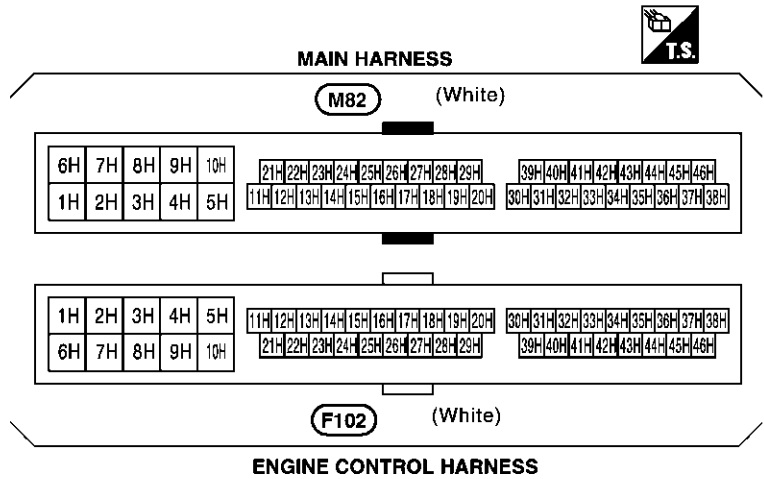 T.S.
MAIN HARNESS
M82 (White)
6H 7H 8H 9H 10H 21H 22H 23H 24H 25H 26H 27H 28H 29H 39H 40H 41H 42H 43H 44H 45H 46H
1H 2H 3H 4H 5H 11H 12H 13H 14H 15H 16H 17H 18H 19H 20H 30H 31H 32H 33H 34H 35H 36H 37H 38H
1H 2H 3H 4H 5H 11H 12H 13H 14H 15H 16H 17H 18H 19H 20H 30H 31H 32H 33H 34H 35H 36H 37H 38H
6H 7H 8H 9H 10H 21H 22H 23H 24H 25H 26H 27H 28H 29H 39H 40H 41H 42H 43H 44H 45H 46H
F102 (White)
ENGINE CONTROL HARNESS